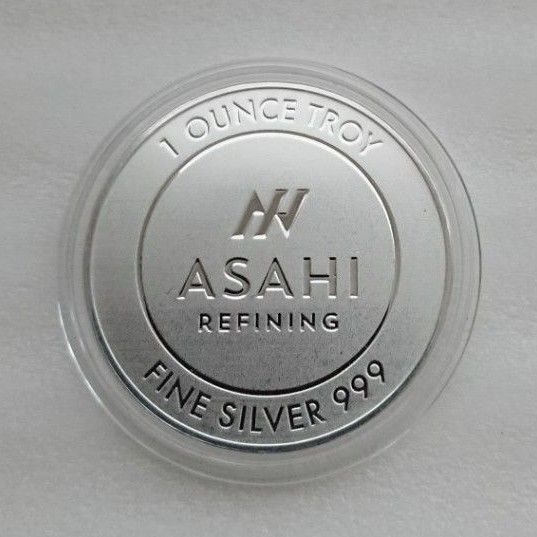 1 OUNCE TROY
ASAHI
REFINING
FINE SILVER 999